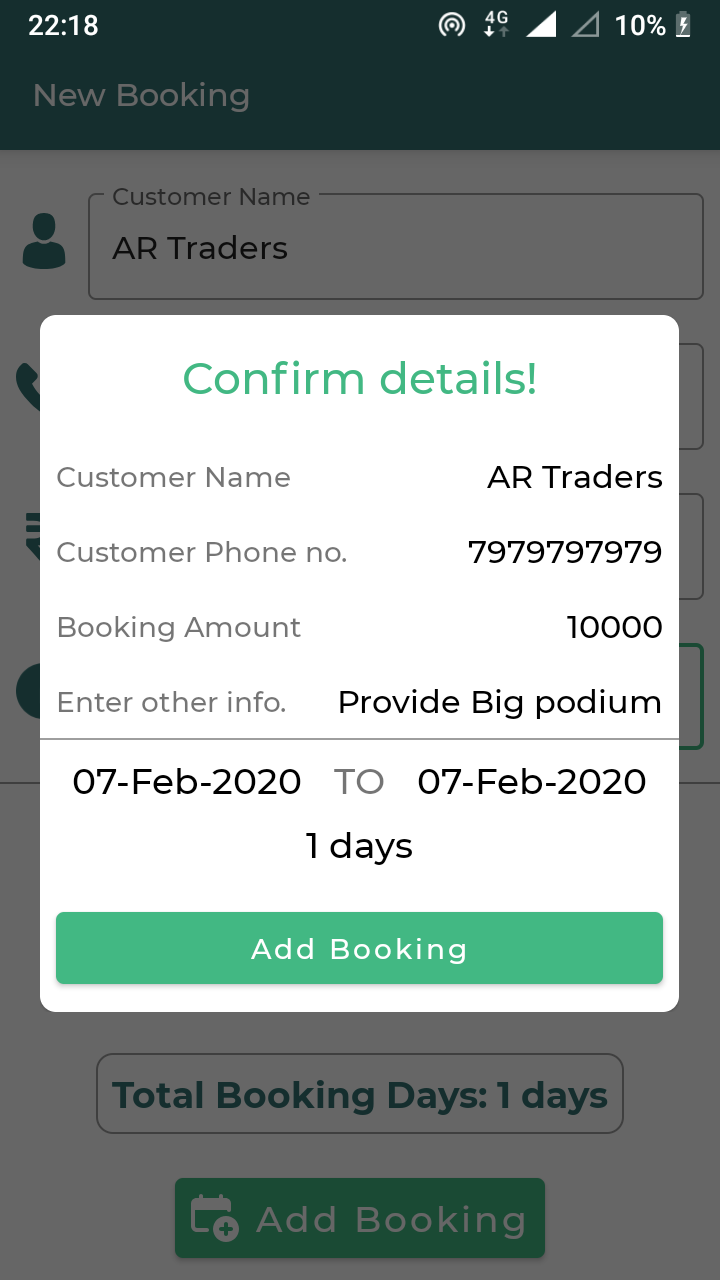 22:18
4G
10%
New Booking
Customer Name
AR Traders
Confirm details!
Customer Name AR Traders
Customer Phone no. 7979797979
Booking Amount 10000
Enter other info. Provide Big podium
07-Feb-2020 TO 07-Feb-2020
1 days
Add Booking
Total Booking Days: 1 days
Add Booking